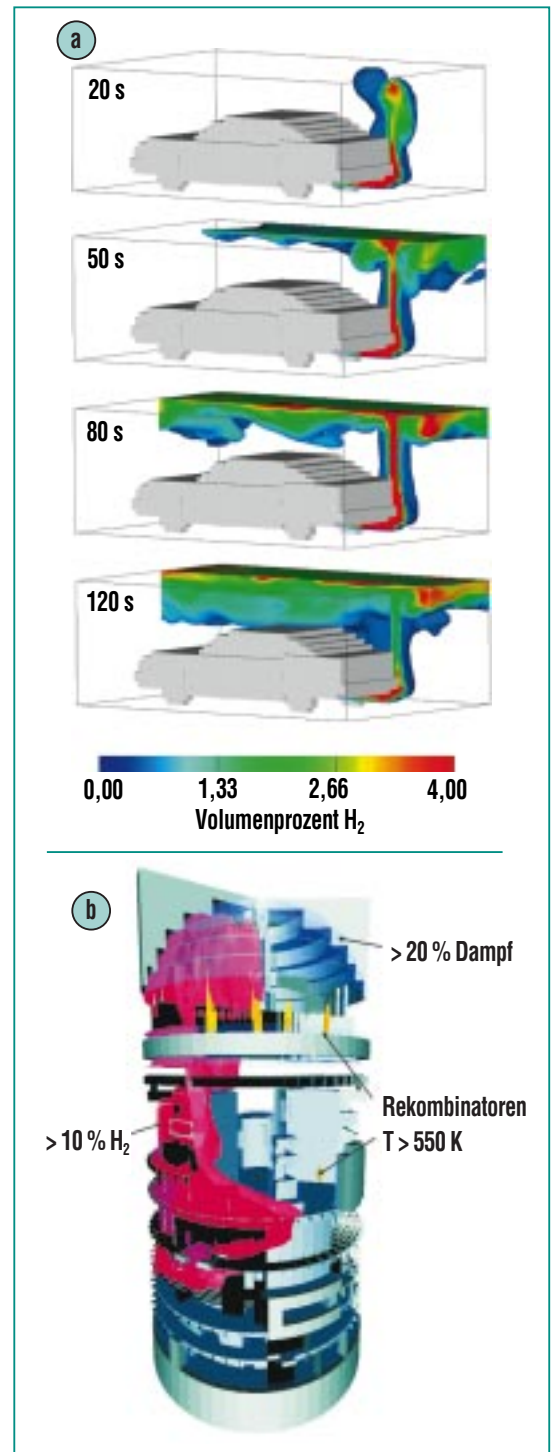 a
20 s
50 s
80 s
120 s
0,00 1,33 2,66 4,00
Volumenprozent H₂
b
> 20 % Dampf
Rekombinatoren
> 10 % H₂
T > 550 K